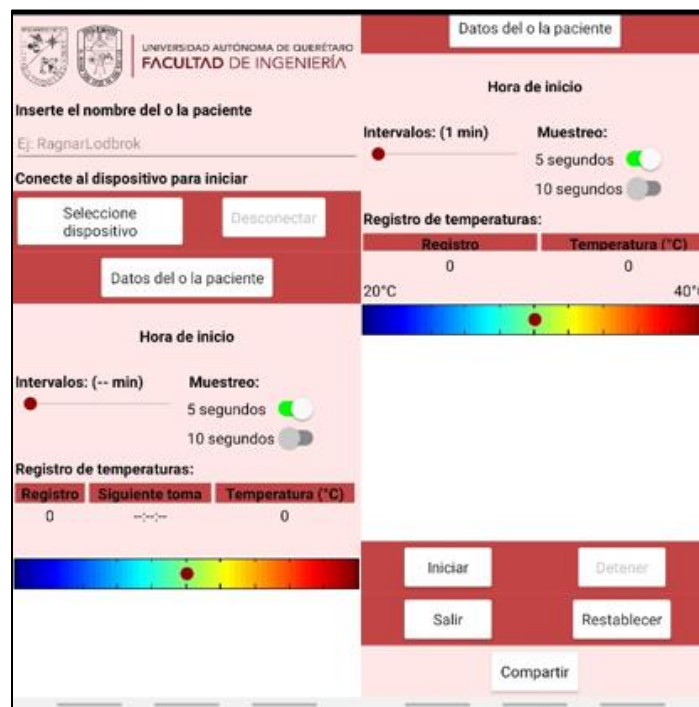 UNIVERSIDAD AUTÓNOMA DE QUERÉTARO
FACULTAD DE INGENIERÍA
Inserte el nombre del o la paciente
Ej: RagnarLodbrok
Conecte al dispositivo para iniciar
Seleccione
dispositivo
Desconectar
Datos del o la paciente
Hora de inicio
Intervalos: (-- min)
Muestreo:
5 segundos
10 segundos
Registro de temperaturas:
Registro Siguiente toma Temperatura (°C)
0 --:--:-- 0
Datos del o la paciente
Hora de inicio
Intervalos: (1 min)
Muestreo:
5 segundos
10 segundos
Registro de temperaturas:
Registro Temperatura (°C)
0 0
20°C 40°
Iniciar Detener
Salir Restablecer
Compartir